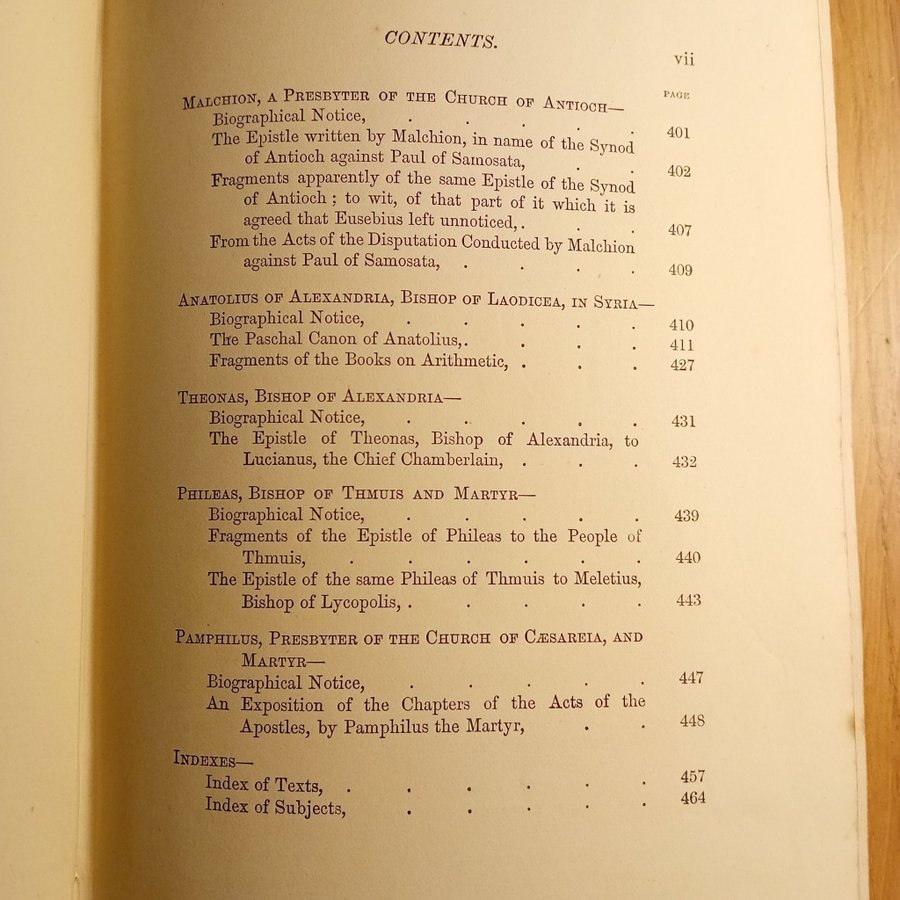 CONTENTS.
vii
PAGE
MALCHION, A PRESBYTER OF THE CHURCH OF ANTIOCH—
Biographical Notice, . . . . . 401
The Epistle written by Malchion, in name of the Synod
of Antioch against Paul of Samosata, . . 402
Fragments apparently of the same Epistle of the Synod
of Antioch ; to wit, of that part of it which it is
agreed that Eusebius left unnoticed, . . . 407
From the Acts of the Disputation Conducted by Malchion
against Paul of Samosata, . . . . 409
ANATOLIUS OF ALEXANDRIA, BISHOP OF LAODICEA, IN SYRIA—
Biographical Notice, . . . . . 410
The Paschal Canon of Anatolius, . . . . 411
Fragments of the Books on Arithmetic, . . . 427
THEONAS, BISHOP OF ALEXANDRIA—
Biographical Notice, . . . . . 431
The Epistle of Theonas, Bishop of Alexandria, to
Lucianus, the Chief Chamberlain, . . . 432
PHILEAS, BISHOP OF THMUIS AND MARTYR—
Biographical Notice, . . . . . 439
Fragments of the Epistle of Phileas to the People of
Thmuis, . . . . . . 440
The Epistle of the same Phileas of Thmuis to Meletius,
Bishop of Lycopolis, . . . . . 443
PAMPHILUS, PRESBYTER OF THE CHURCH OF CÆSAREIA, AND
MARTYR—
Biographical Notice, . . . . . 447
An Exposition of the Chapters of the Acts of the
Apostles, by Pamphilus the Martyr, . . 448
INDEXES—
Index of Texts, . . . . . . 457
Index of Subjects, . . . . . 464